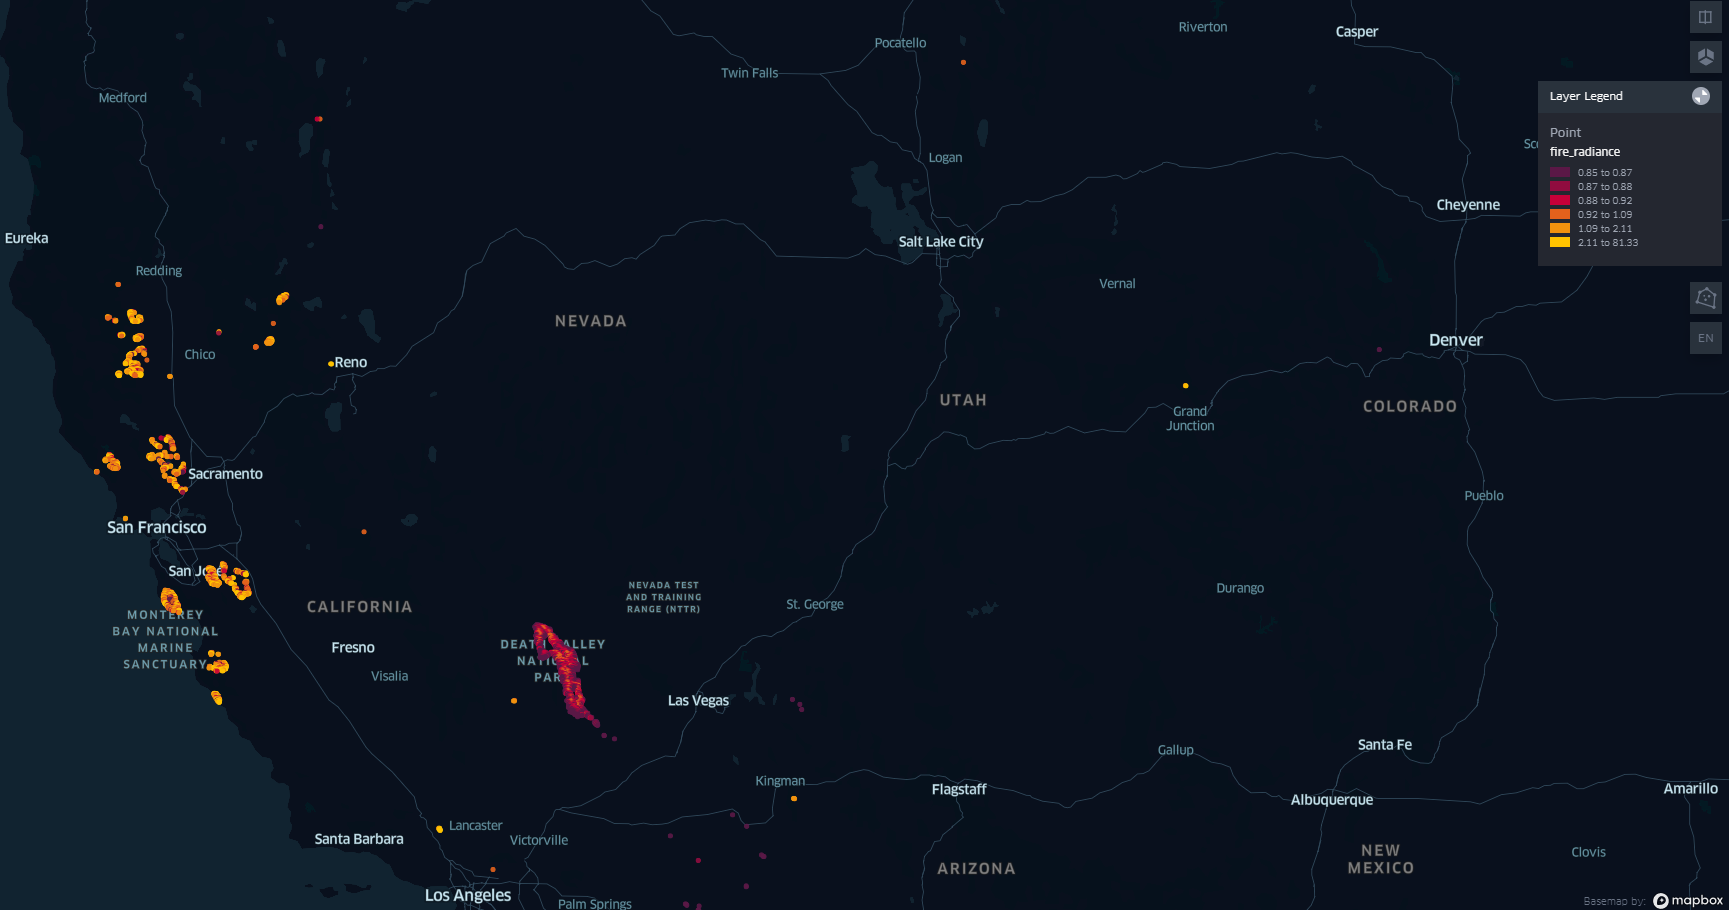 Riverton
Casper
Pocatello
Twin Falls
Medford
Layer Legend
Point
fire_radiance
0.85 to 0.87
0.87 to 0.88
0.88 to 0.92
0.92 to 1.09
1.09 to 2.11
2.11 to 81.33
Sc
Logan
Cheyenne
Eureka
Salt Lake City
Redding
Vernal
NEVADA
EN
Denver
Chico
Reno
UTAH
COLORADO
Grand
Junction
Sacramento
Pueblo
San Francisco
San Jose
NEVADA TEST
AND TRAINING
RANGE (NTTR)
Durango
CALIFORNIA
St. George
MONTEREY
BAY NATIONAL
MARINE
SANCTUARY
Fresno
DEATH VALLEY
NATIONAL
PARK
Visalia
Las Vegas
Santa Fe
Gallup
Kingman
Flagstaff
Albuquerque
Amarillo
Lancaster
Santa Barbara
Victorville
NEW
MEXICO
Clovis
ARIZONA
Los Angeles
Palm Springs
Basemap by:
mapbox